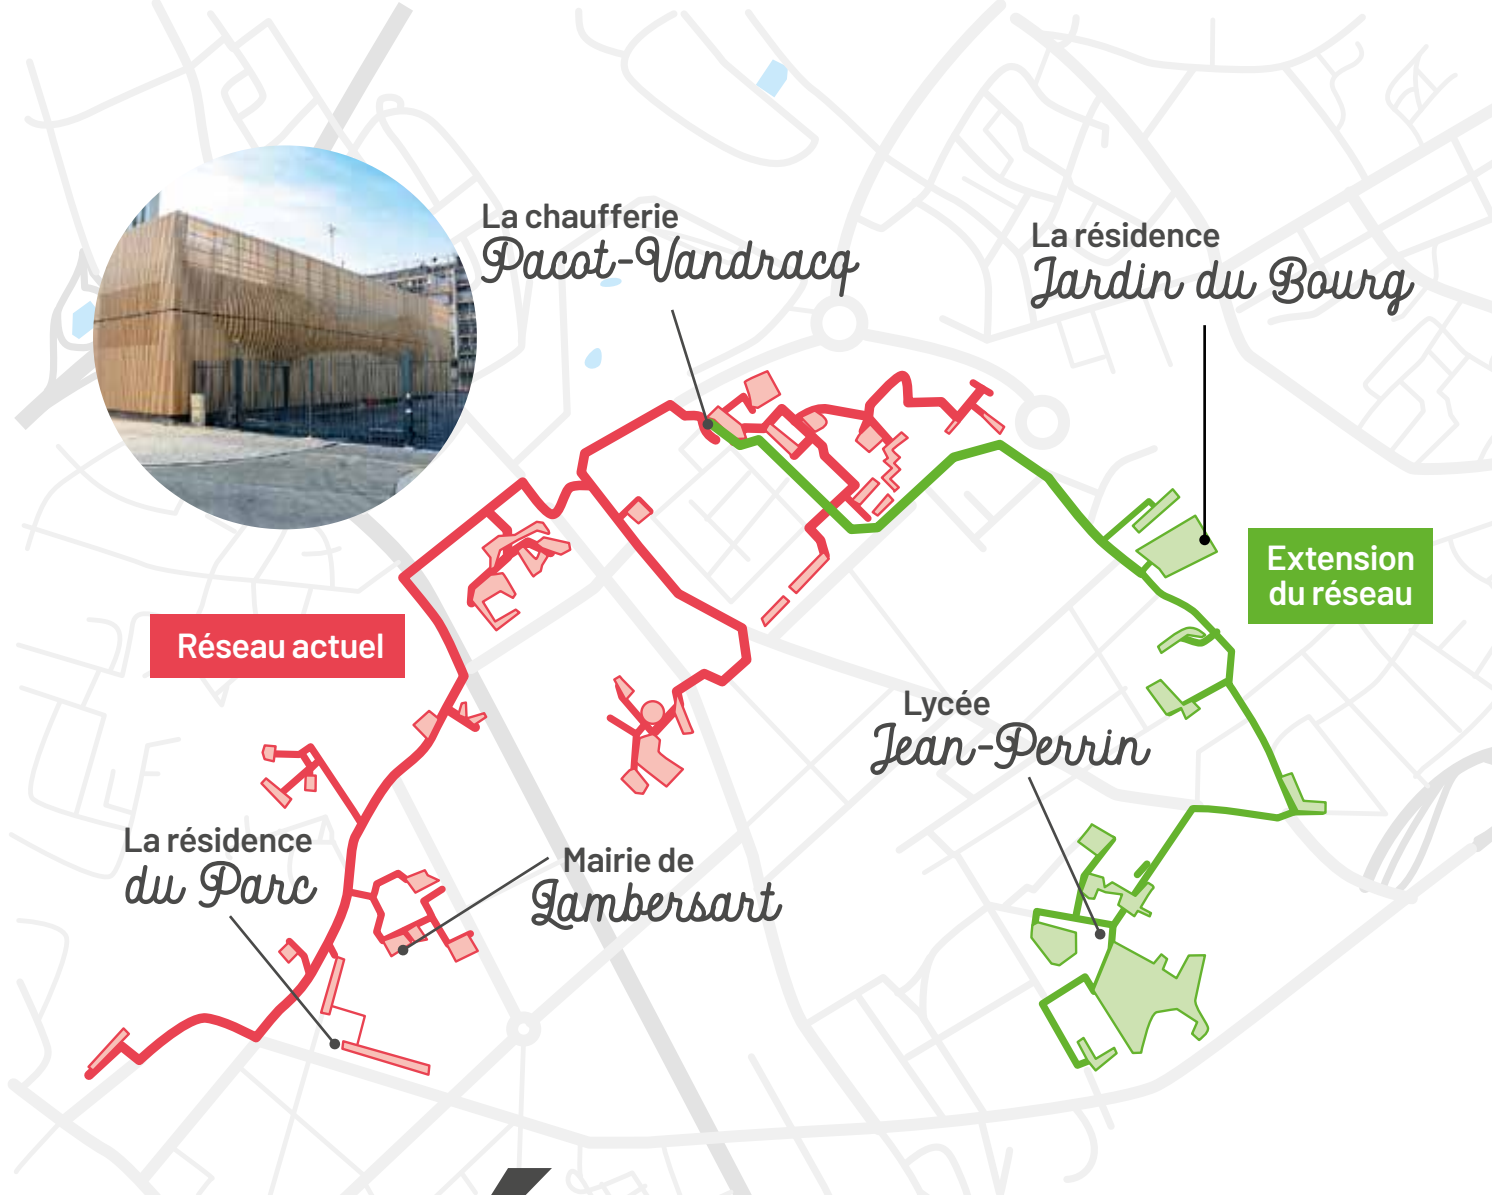 La chaufferie
Pacot-Vandracq
La résidence
Jardin du Bourg
Extension
du réseau
Réseau actuel
Lycée
Jean-Perrin
La résidence
du Parc
Mairie de
Lambersart